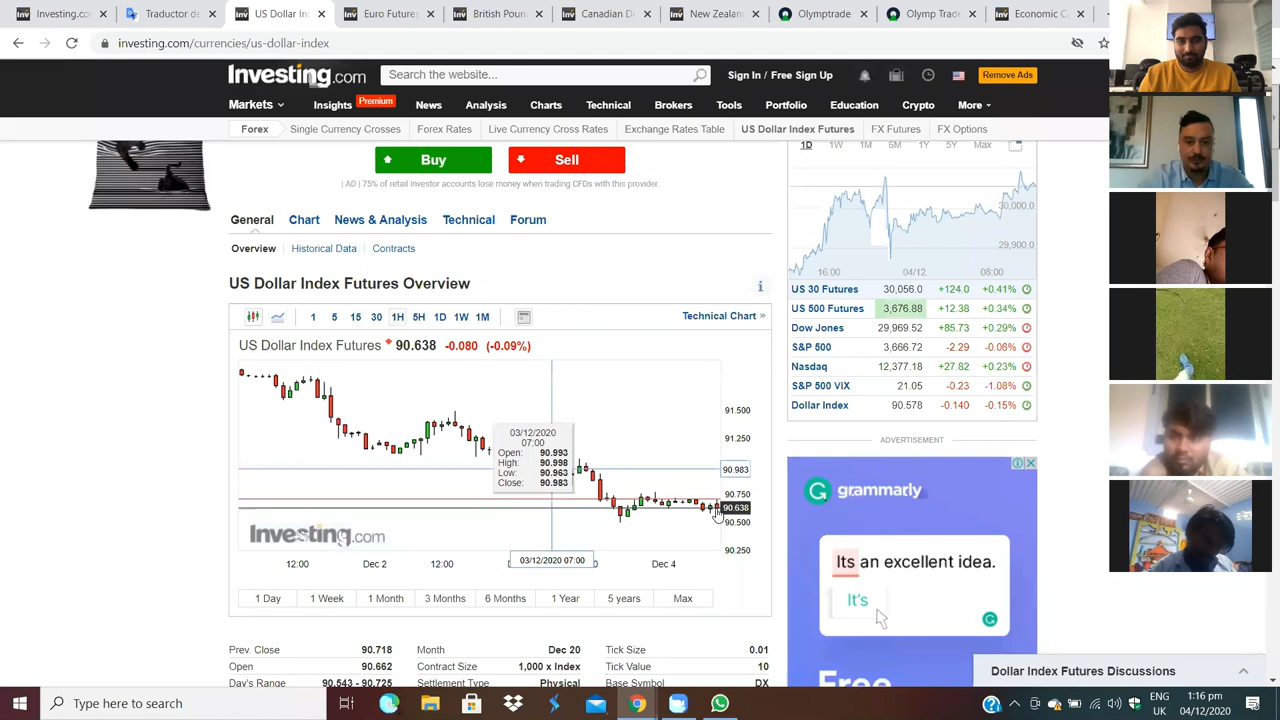 Investing.c
Traductor de
US Dollar Ind
Euro Futures
British Poun
Canadian D
New Zealan
Olymptrade
Olymp Trade
Economic C
investing.com/currencies/us-dollar-index
Investing.com
Search the website...
Sign In / Free Sign Up
Remove Ads
Markets
Insights
Premium
News
Analysis
Charts
Technical
Brokers
Tools
Portfolio
Education
Crypto
More
Forex
Single Currency Crosses
Forex Rates
Live Currency Cross Rates
Exchange Rates Table
US Dollar Index Futures
FX Futures
FX Options
Buy
Sell
| AD | 75% of retail investor accounts lose money when trading CFDs with this provider.
General
Chart
News & Analysis
Technical
Forum
Overview
Historical Data
Contracts
US Dollar Index Futures Overview
1 5 15 30 1H 5H 1D 1W 1M
Technical Chart »
US Dollar Index Futures 90.638 -0.080 (-0.09%)
03/12/2020
07:00
Open: 90.993
High: 90.998
Low: 90.963
Close: 90.983
91.500
91.250
90.983
90.750
90.638
90.500
90.250
Investing.com
12:00
Dec 2
12:00
03/12/2020 07:00
Dec 4
1 Day
1 Week
1 Month
3 Months
6 Months
1 Year
5 years
Max
Prev. Close 90.718
Month Dec 20
Tick Size 0.01
Open 90.662
Contract Size 1,000 x Index
Tick Value 10
Day's Range 90.543 - 90.725
Settlement Type Physical
Base Symbol DX
1D 1W 1M 6M 1Y 5Y Max
30,000.0
29,900.0
16:00
04/12
08:00
US 30 Futures 30,056.0 +124.0 +0.41%
US 500 Futures 3,676.88 +12.38 +0.34%
Dow Jones 29,969.52 +85.73 +0.29%
S&P 500 3,666.72 -2.29 -0.06%
Nasdaq 12,377.18 +27.82 +0.23%
S&P 500 VIX 21.05 -0.23 -1.08%
Dollar Index 90.578 -0.140 -0.15%
ADVERTISEMENT
grammarly
Its an excellent idea.
It's
Free
Dollar Index Futures Discussions
Type here to search
ENG
UK
1:16 pm
04/12/2020